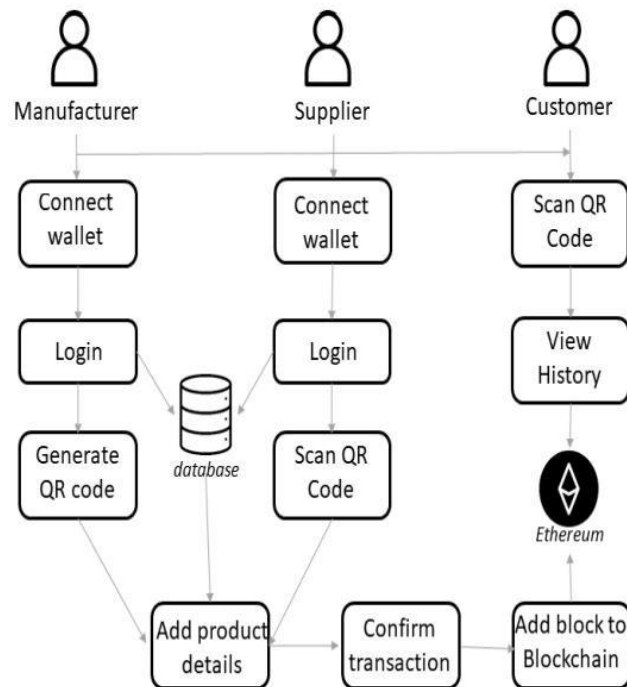 Manufacturer
Supplier
Customer
Connect
wallet
Connect
wallet
Scan QR
Code
Login
Login
View
History
Generate
QR code
database
Scan QR
Code
Ethereum
Add product
details
Confirm
transaction
Add block to
Blockchain